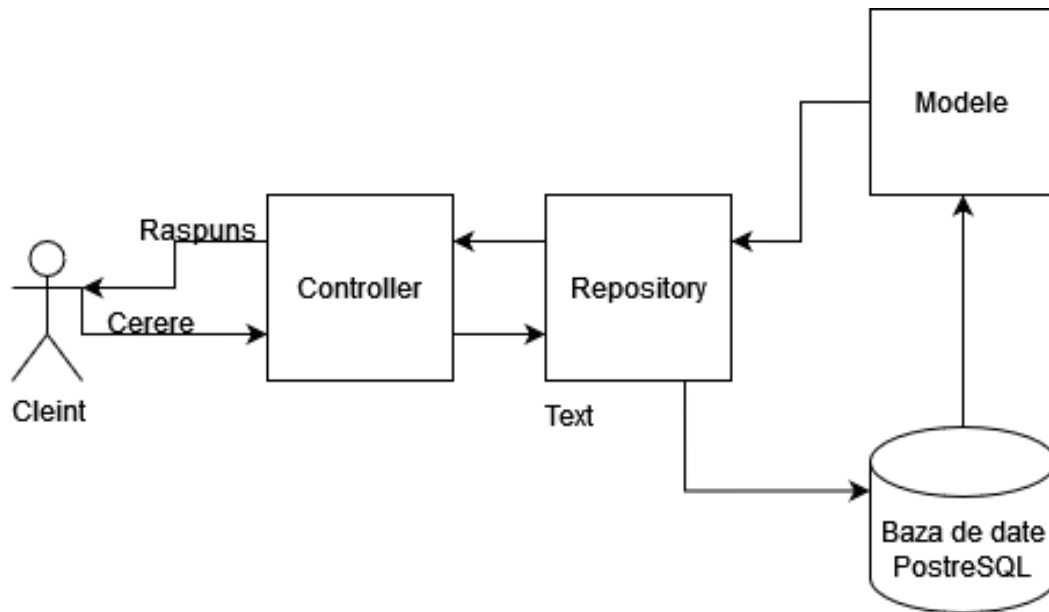 Modele
Raspuns
Controller
Repository
Cerere
Cleint
Text
Baza de date
PostreSQL